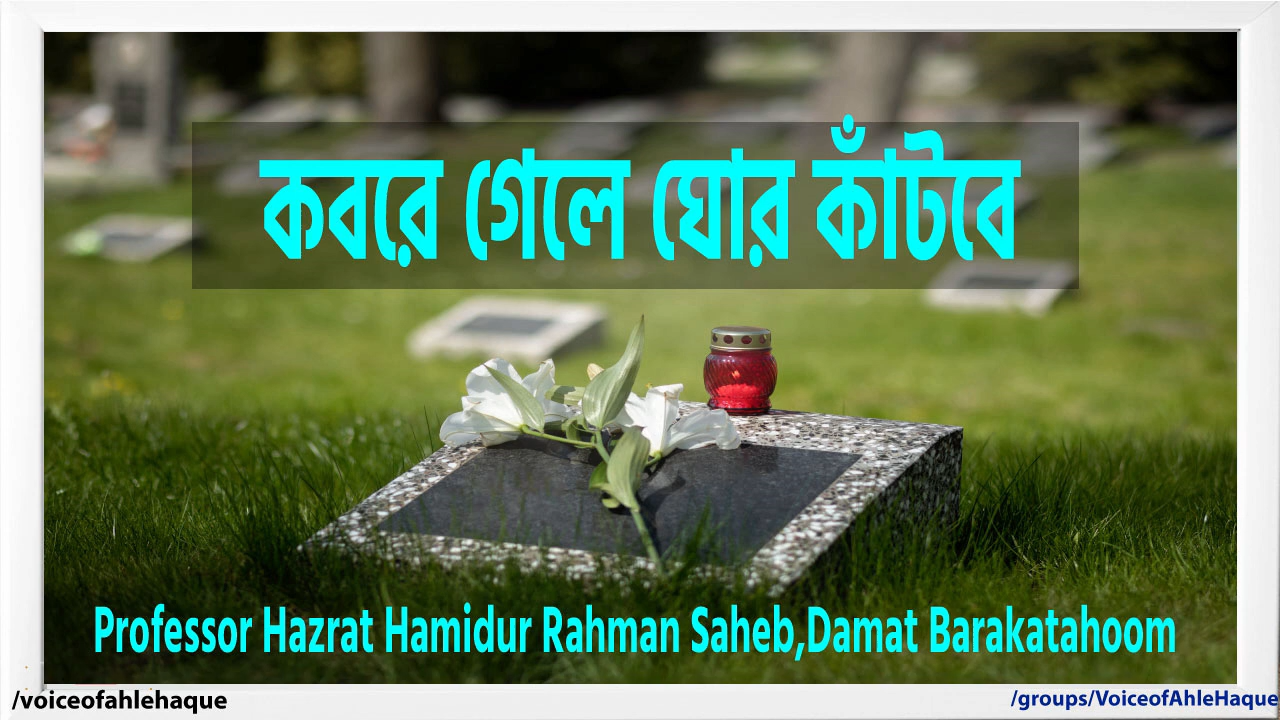 কবরে গেলে ঘোর কাঁটবে
Professor Hazrat Hamidur Rahman Saheb,Damat Barakatahoom
/voiceofahlehaque
/groups/VoiceofAhleHaque